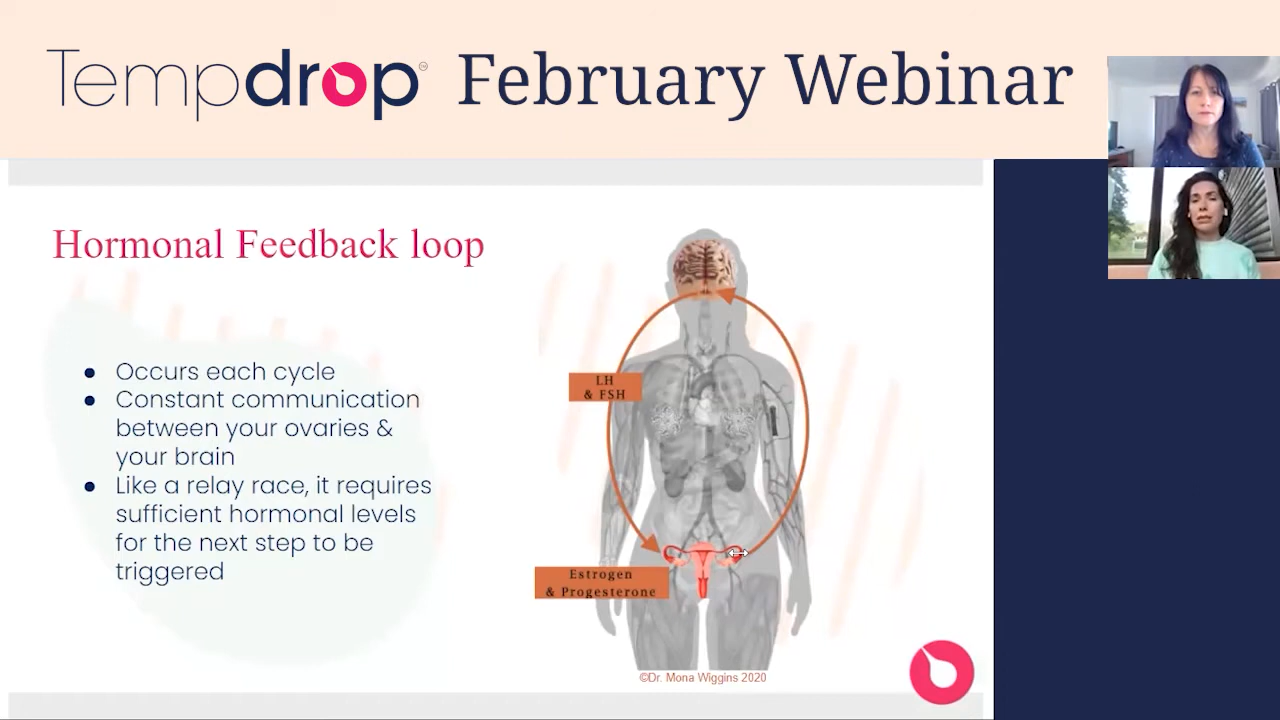 Tempdrop™ February Webinar
Hormonal Feedback loop
● Occurs each cycle
● Constant communication
between your ovaries &
your brain
● Like a relay race, it requires
sufficient hormonal levels
for the next step to be
triggered
LH
& FSH
Estrogen
& Progesterone
©Dr. Mona Wiggins 2020